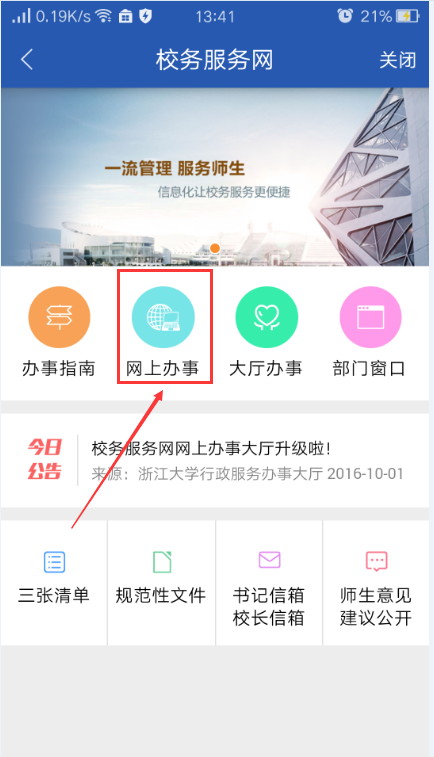 0.19K/s 13:41 21%
校务服务网
关闭
一流管理 服务师生
信息化让校务服务更便捷
办事指南 网上办事 大厅办事 部门窗口
今日
公告
校务服务网网上办事大厅升级啦!
来源: 浙江大学行政服务办事大厅 2016-10-01
三张清单
规范性文件
书记信箱
校长信箱
师生意见
建议公开